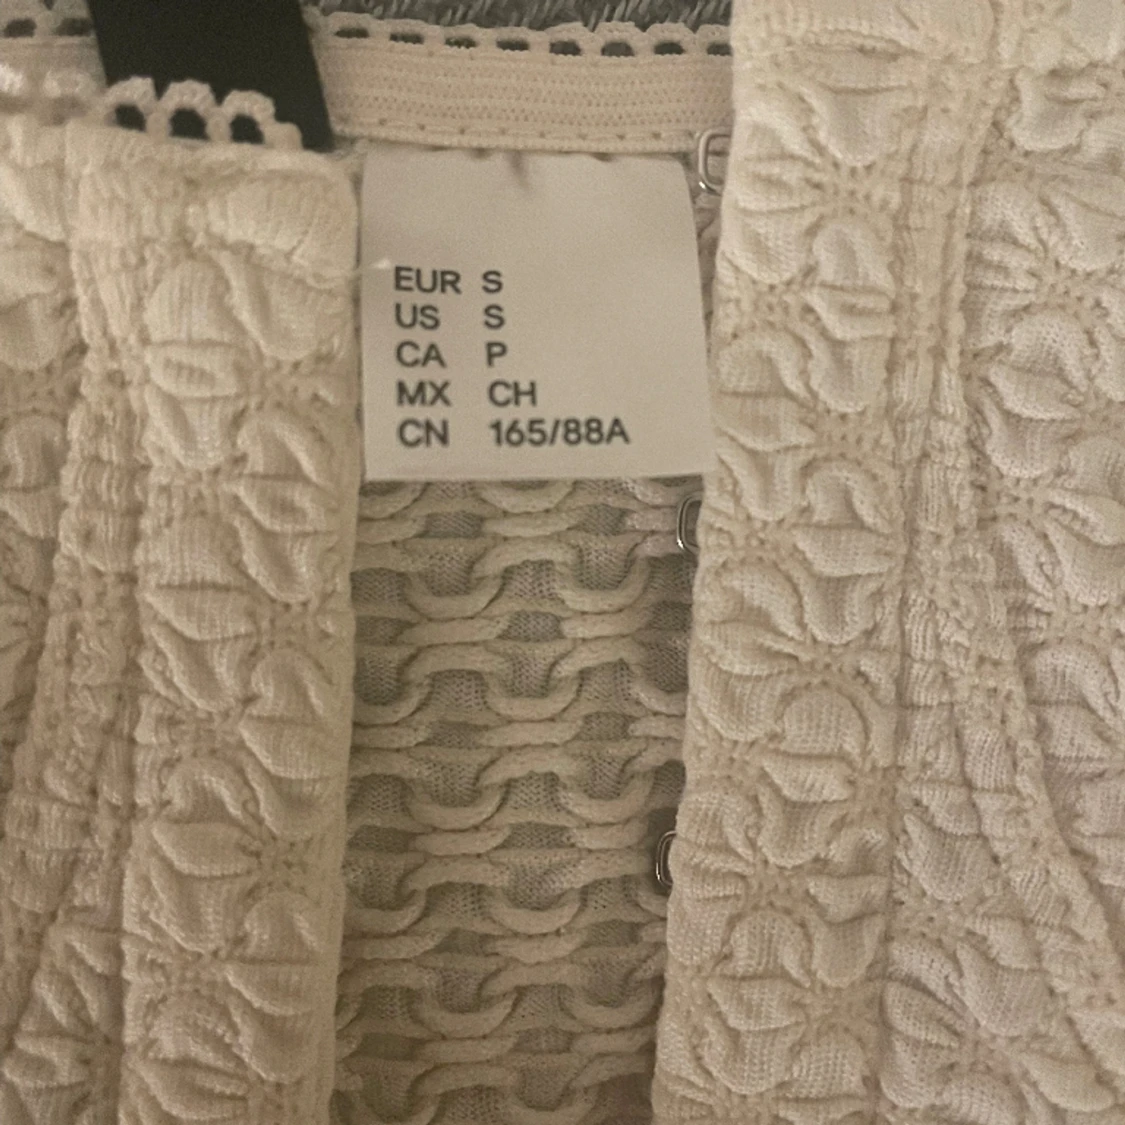 EUR S
US S
CA P
MX CH
CN 165/88A